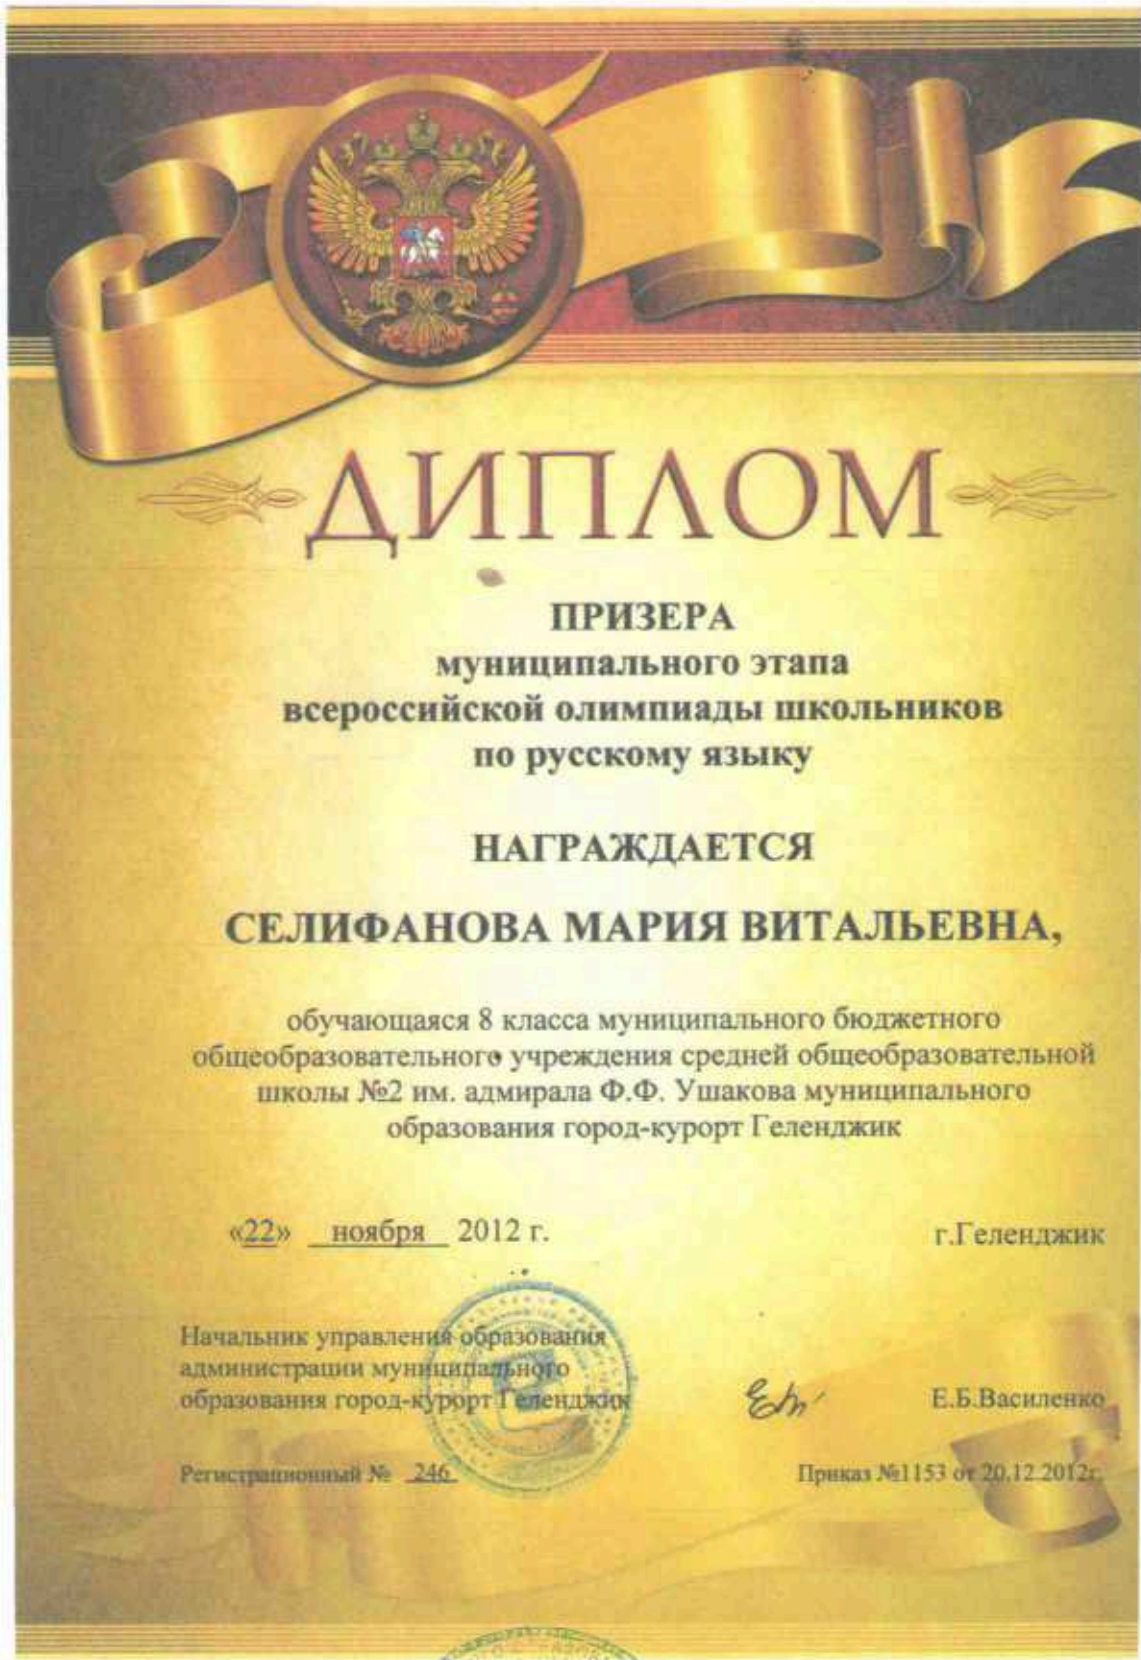 ДИПЛОМ
ПРИЗЕРА
муниципального этапа
всероссийской олимпиады школьников
по русскому языку
НАГРАЖДАЕТСЯ
СЕЛИФАНОВА МАРИЯ ВИТАЛЬЕВНА,
обучающаяся 8 класса муниципального бюджетного
общеобразовательного учреждения средней общеобразовательной
школы №2 им. адмирала Ф.Ф. Ушакова муниципального
образования город-курорт Геленджик
«22» ноября 2012 г. г.Геленджик
Начальник управления образования
администрации муниципального
образования город-курорт Геленджик Е.Б.Василенко
Регистрационный № 246 Приказ №1153 от 20.12.2012г.